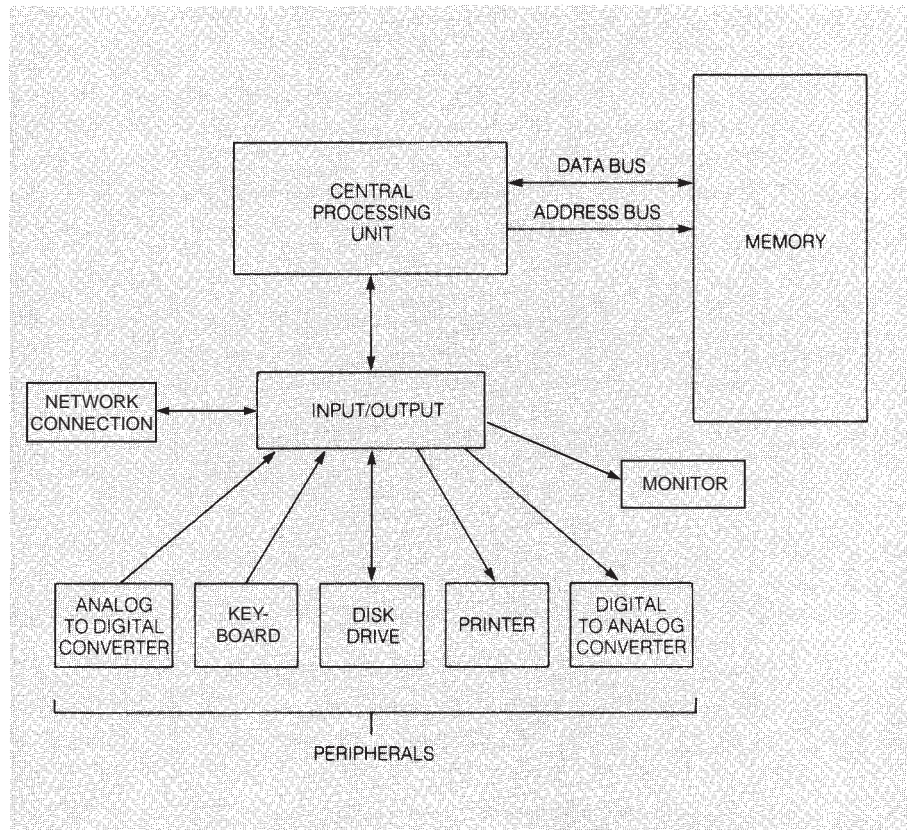 DATA BUS
CENTRAL
PROCESSING
UNIT
ADDRESS BUS
MEMORY
NETWORK
CONNECTION
INPUT/OUTPUT
MONITOR
ANALOG
TO DIGITAL
CONVERTER
KEY-
BOARD
DISK
DRIVE
PRINTER
DIGITAL
TO ANALOG
CONVERTER
PERIPHERALS